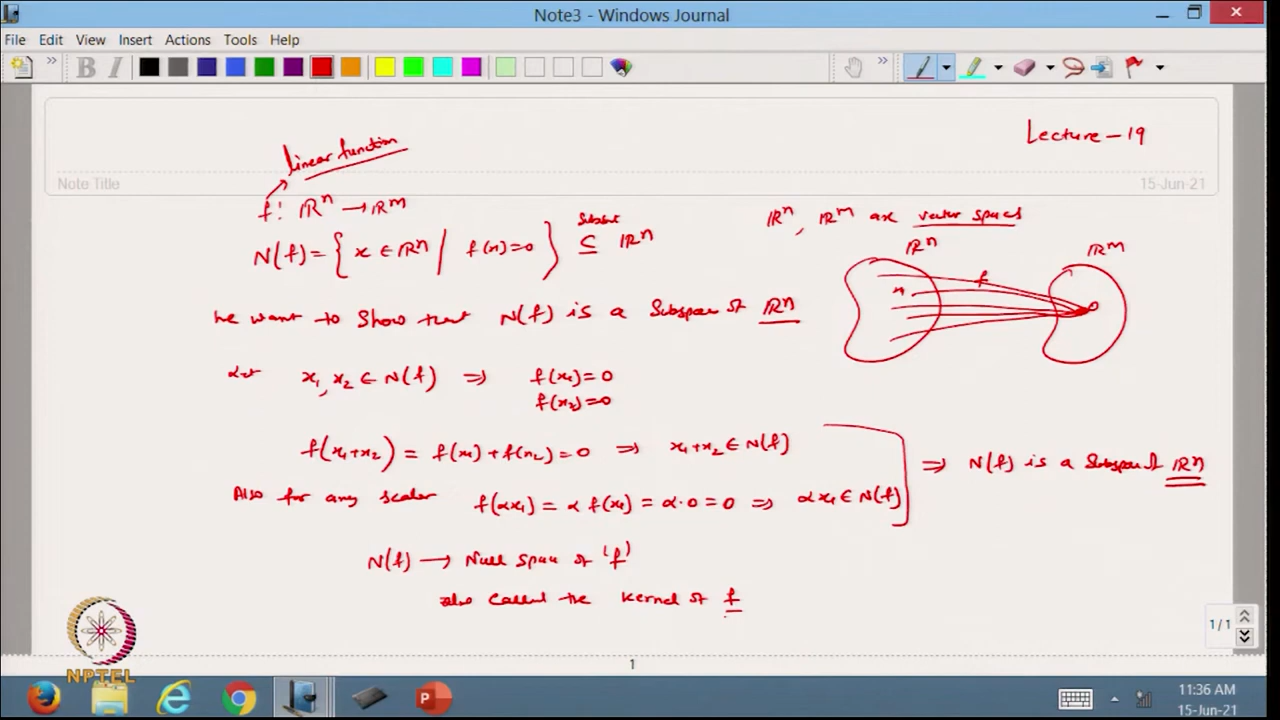 Note3 - Windows Journal
File Edit View Insert Actions Tools Help
Lecture-19
linear function
Note Title
15-Jun-21
f: ℝⁿ → ℝᵐ
ℝⁿ, ℝᵐ are vector spaces
N(f) = { x ∈ ℝⁿ | f(x)=0 } ⊆ ℝⁿ
Subset
ℝⁿ ℝᵐ
f
x 0
We want to show that N(f) is a Subspace of ℝⁿ
Let x₁, x₂ ∈ N(f) ⇒ f(x₁)=0
f(x₂)=0
f(x₁+x₂) = f(x₁)+f(x₂)=0 ⇒ x₁+x₂ ∈ N(f)
⇒ N(f) is a Subspace of ℝⁿ
Also for any scalar f(αx₁) = α f(x₁) = α·0 = 0 ⇒ αx₁ ∈ N(f)
N(f) → Null space of 'f'
also called the Kernel of f
NPTEL
1/1
1
11:36 AM
15-Jun-21